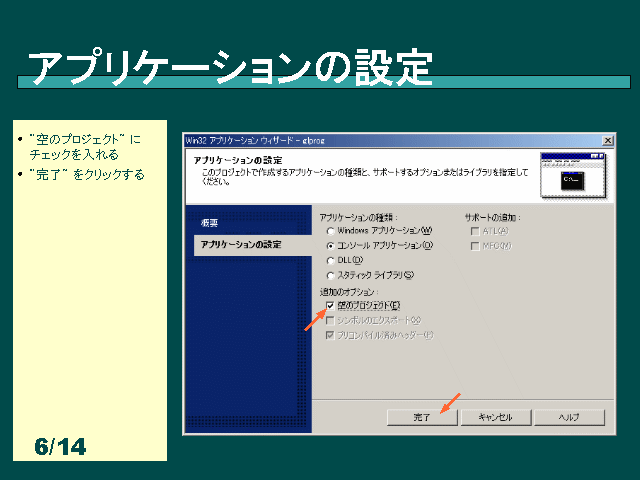 アプリケーションの設定
• ”空のプロジェクト” に
チェックを入れる
• ”完了” をクリックする
6/14
Win32 アプリケーション ウィザード - glprog
アプリケーションの設定
このプロジェクトで作成するアプリケーションの種類と、サポートするオプションまたはライブラリを指定して
ください。
概要
アプリケーションの設定
アプリケーションの種類:
Windows アプリケーション(W)
コンソール アプリケーション(O)
DLL(D)
スタティック ライブラリ(S)
追加のオプション:
空のプロジェクト(E)
シンボルのエクスポート(X)
プリコンパイル済みヘッダー(P)
サポートの追加:
ATL(A)
MFC(M)
完了
キャンセル
ヘルプ